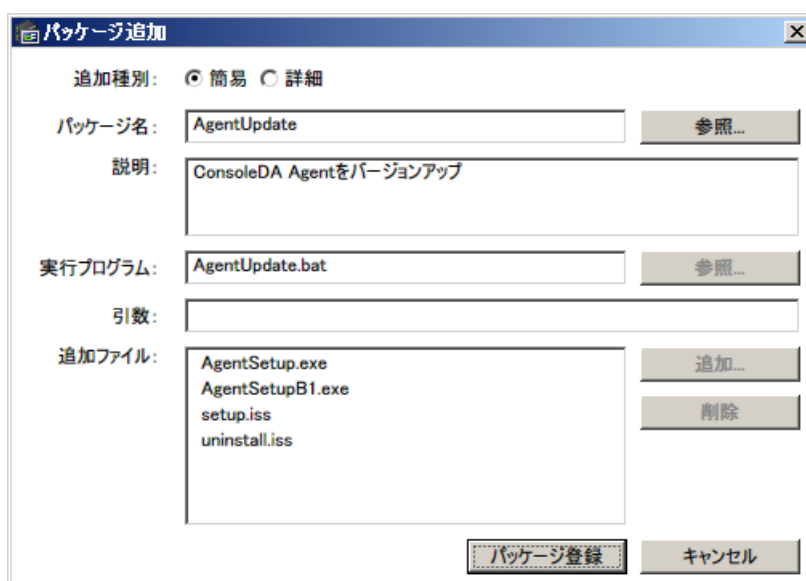 パッケージ追加
追加種別: 簡易 詳細
パッケージ名: AgentUpdate 参照...
説明: ConsoleDA Agentをバージョンアップ
実行プログラム: AgentUpdate.bat 参照...
引数:
追加ファイル: AgentSetup.exe 追加...
AgentSetupB1.exe
setup.iss 削除
uninstall.iss
パッケージ登録 キャンセル